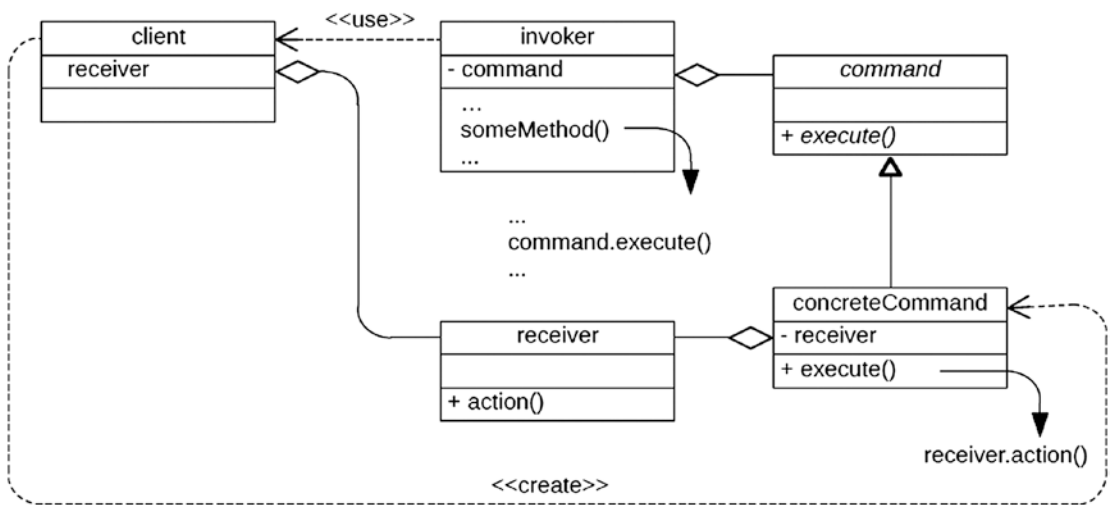 <<use>>
client
receiver
invoker
- command
...
someMethod()
...
command
+ execute()
...
command.execute()
...
receiver
+ action()
concreteCommand
- receiver
+ execute()
receiver.action()
<<create>>